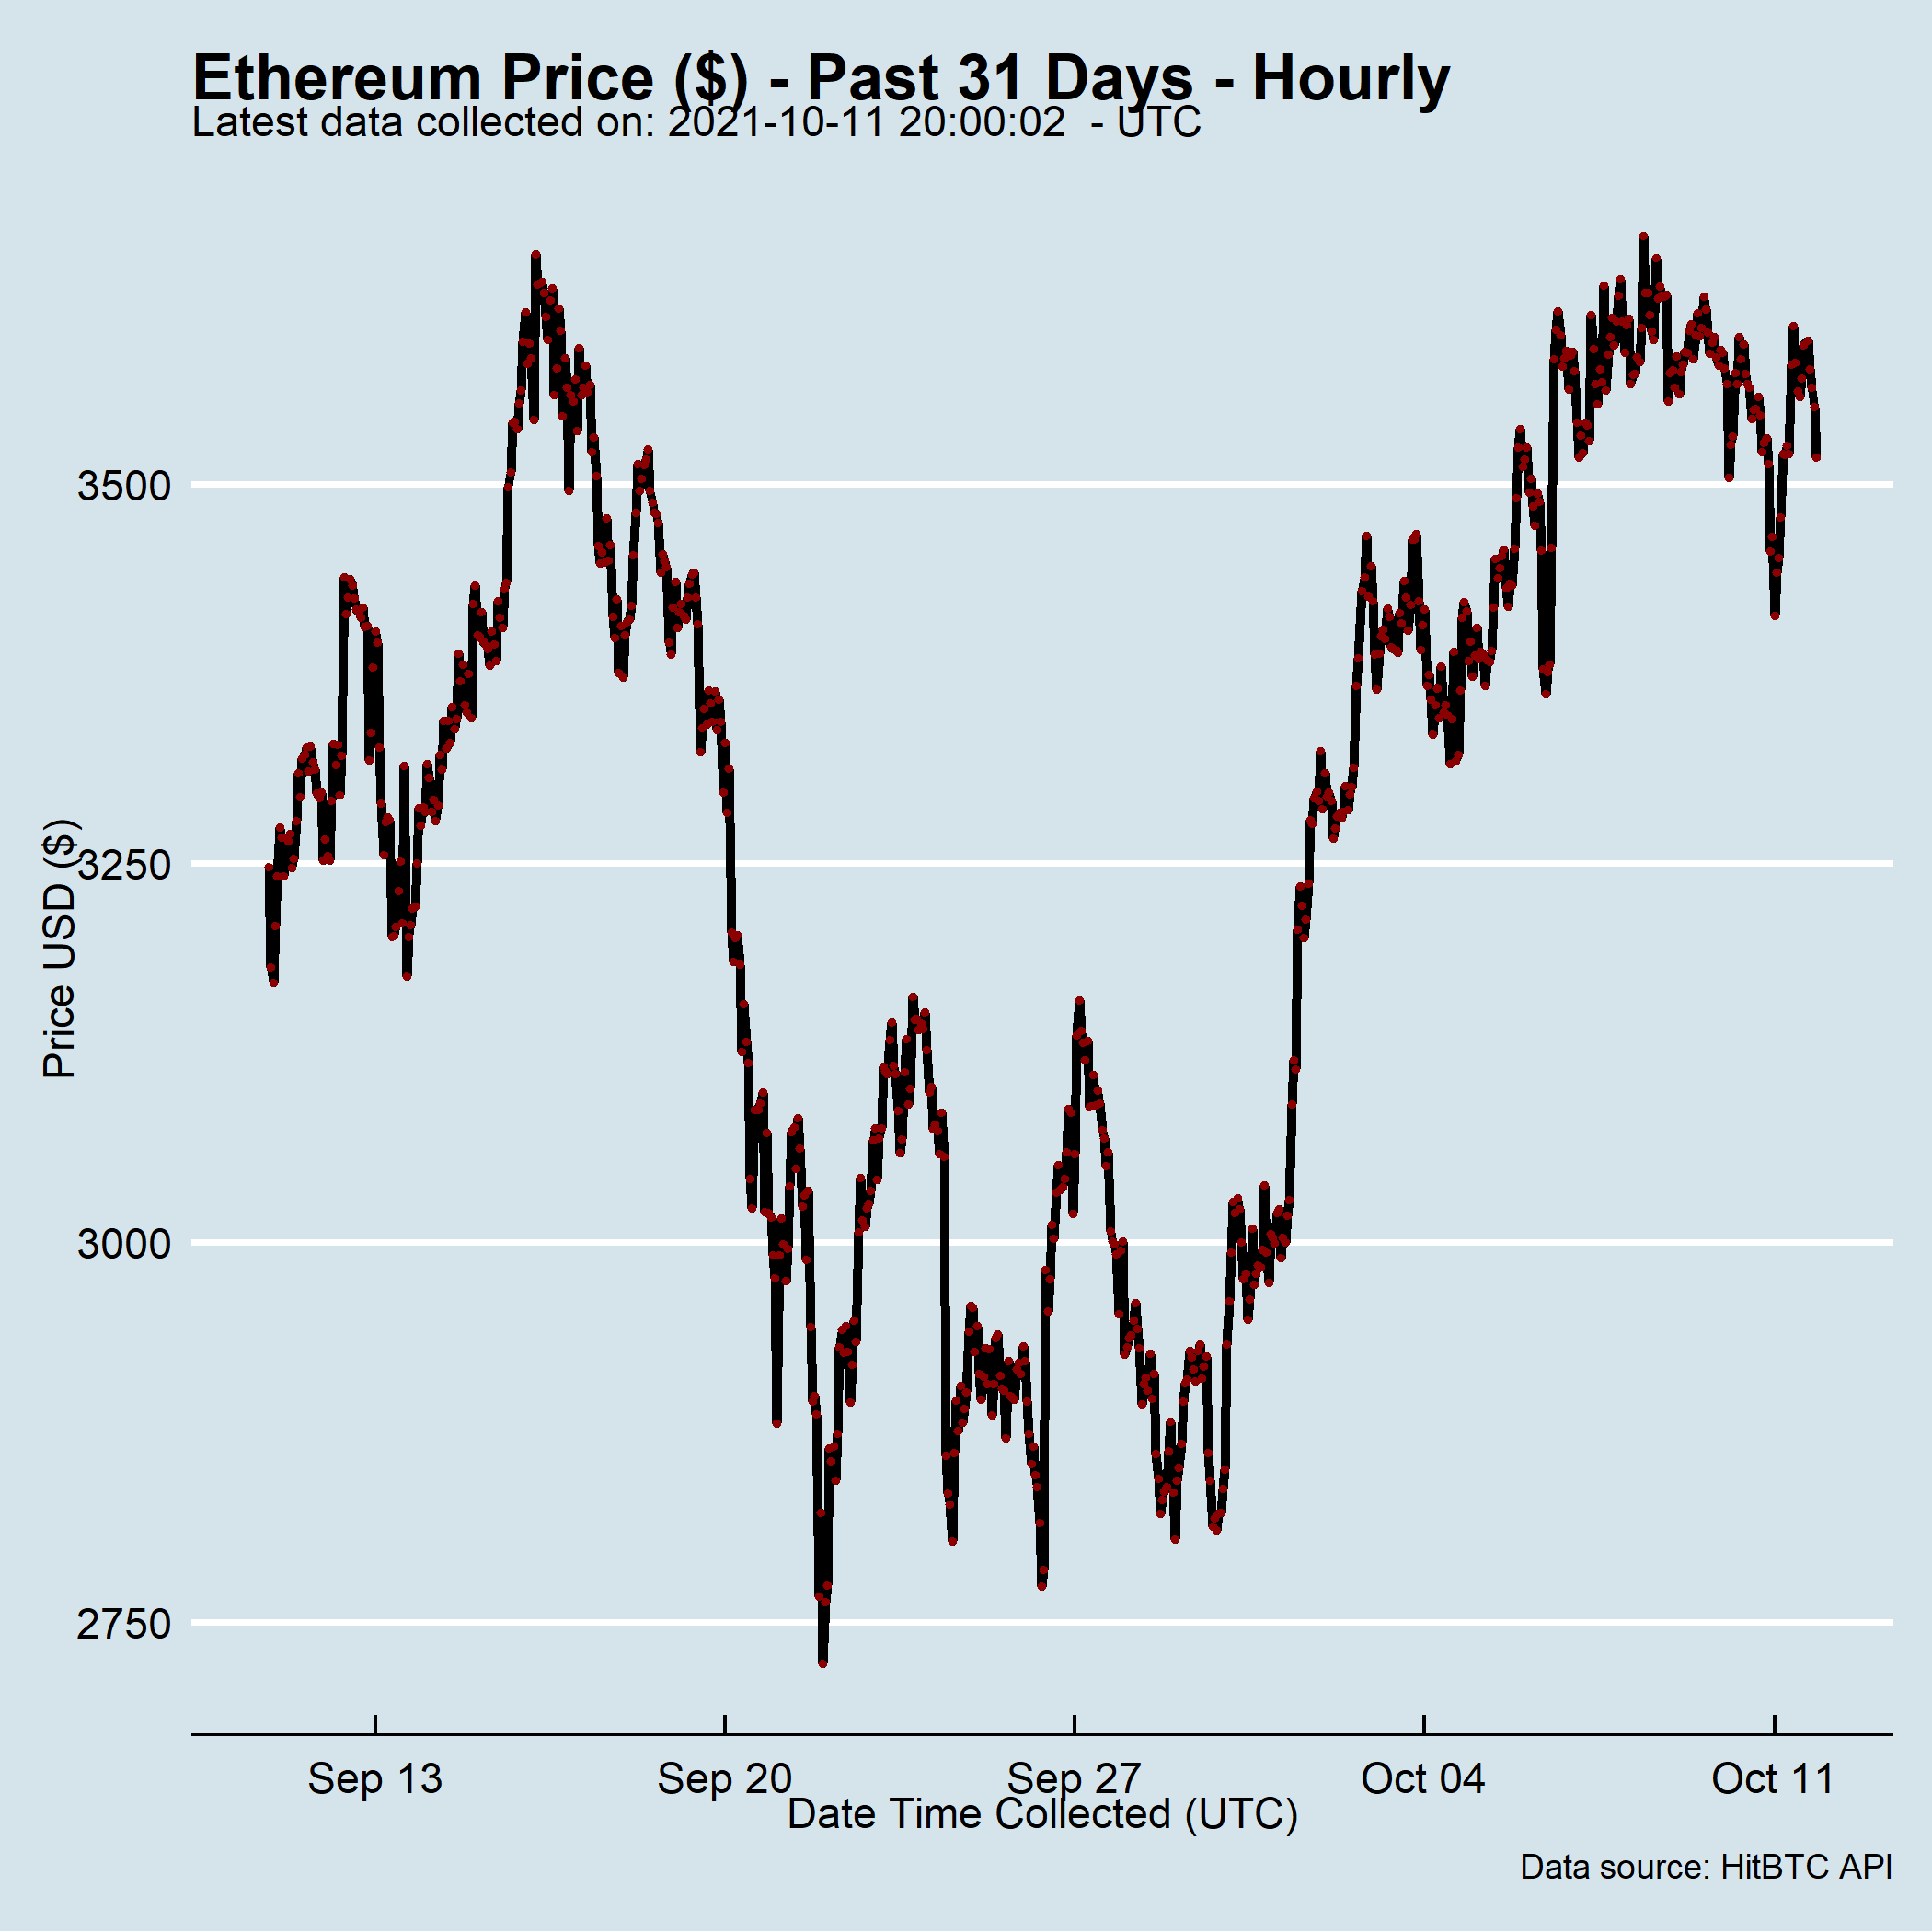 Ethereum Price ($) - Past 31 Days - Hourly
Latest data collected on: 2021-10-11 20:00:02  - UTC
Price USD ($)
3500
3250
3000
2750
Sep 13 Sep 20 Sep 27 Oct 04 Oct 11
Date Time Collected (UTC)
Data source: HitBTC API